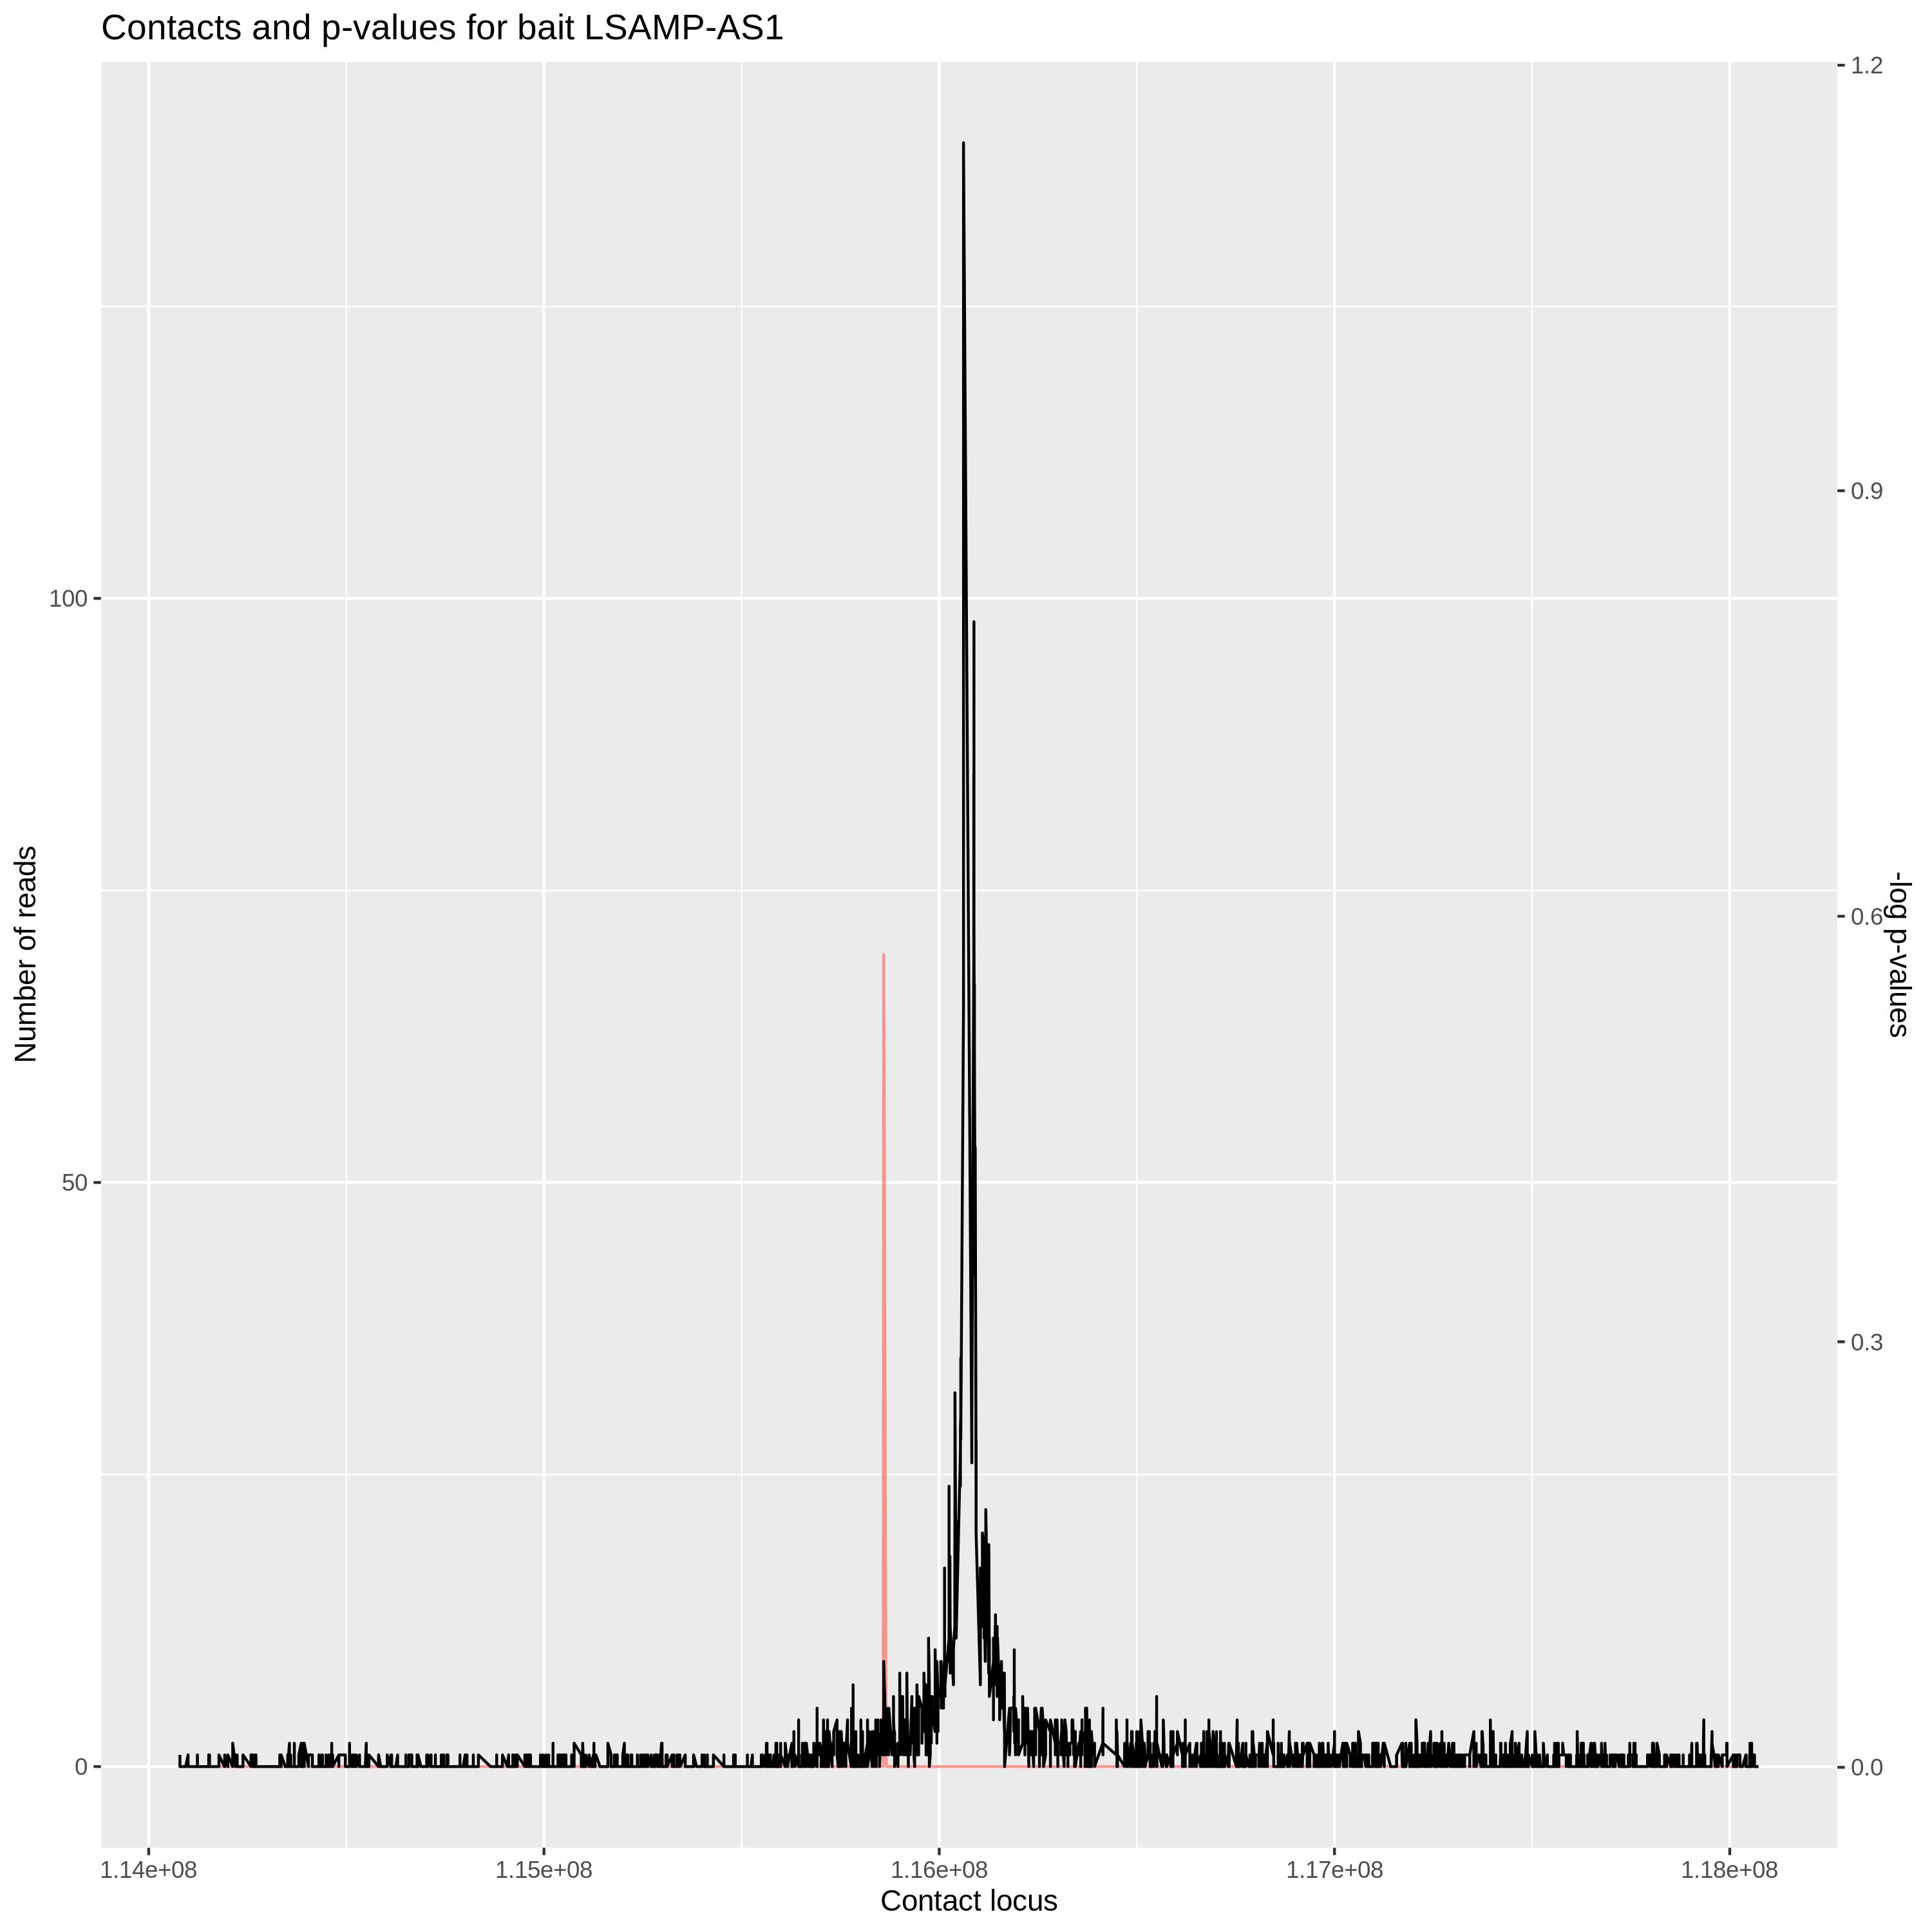 Contacts and p-values for bait LSAMP-AS1
1.2
0.9
100
0.6
Number of reads
-log p-values
50
0.3
0
0.0
1.14e+08
1.15e+08
1.16e+08
1.17e+08
1.18e+08
Contact locus